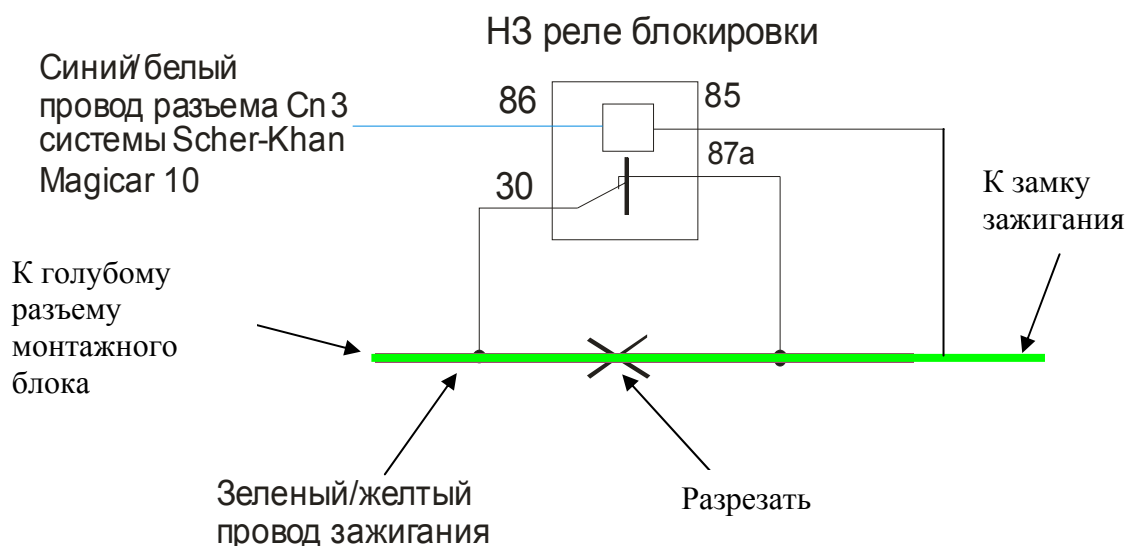 НЗ реле блокировки
Синий/белый
провод разъема Cn 3
системы Scher-Khan
Magicar 10
86
85
87a
30
К замку
зажигания
К голубому
разъему
монтажного
блока
Разрезать
Зеленый/желтый
провод зажигания